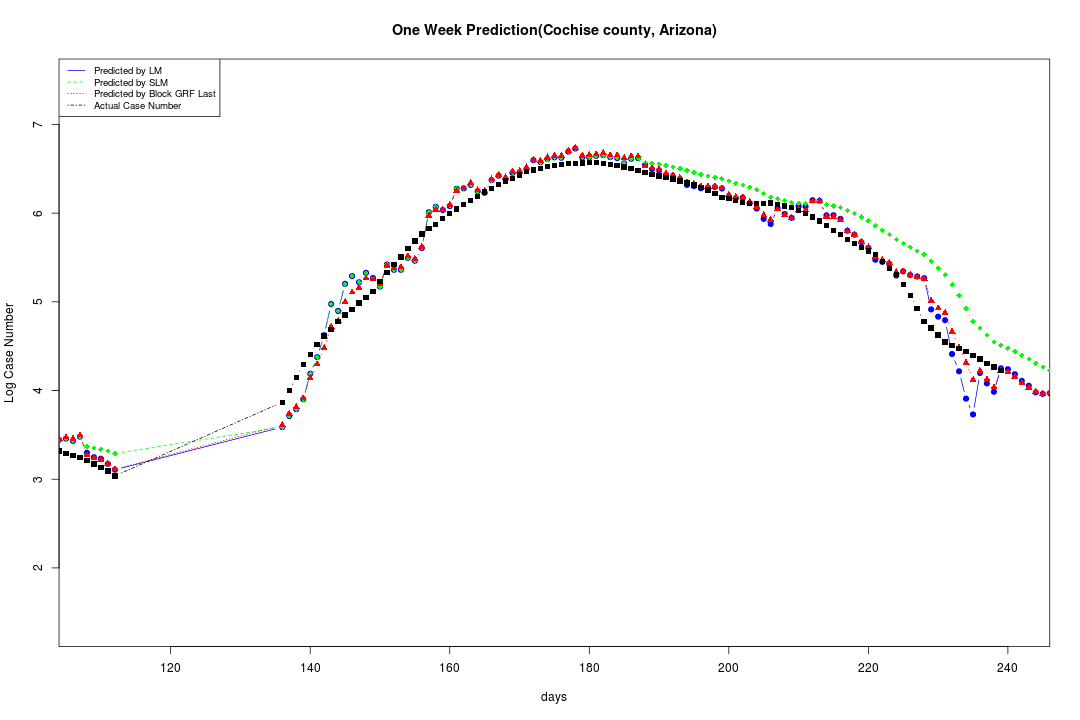 One Week Prediction(Cochise county, Arizona)
Predicted by LM
Predicted by SLM
Predicted by Block GRF Last
Actual Case Number
Log Case Number
7
6
5
4
3
2
120 140 160 180 200 220 240
days